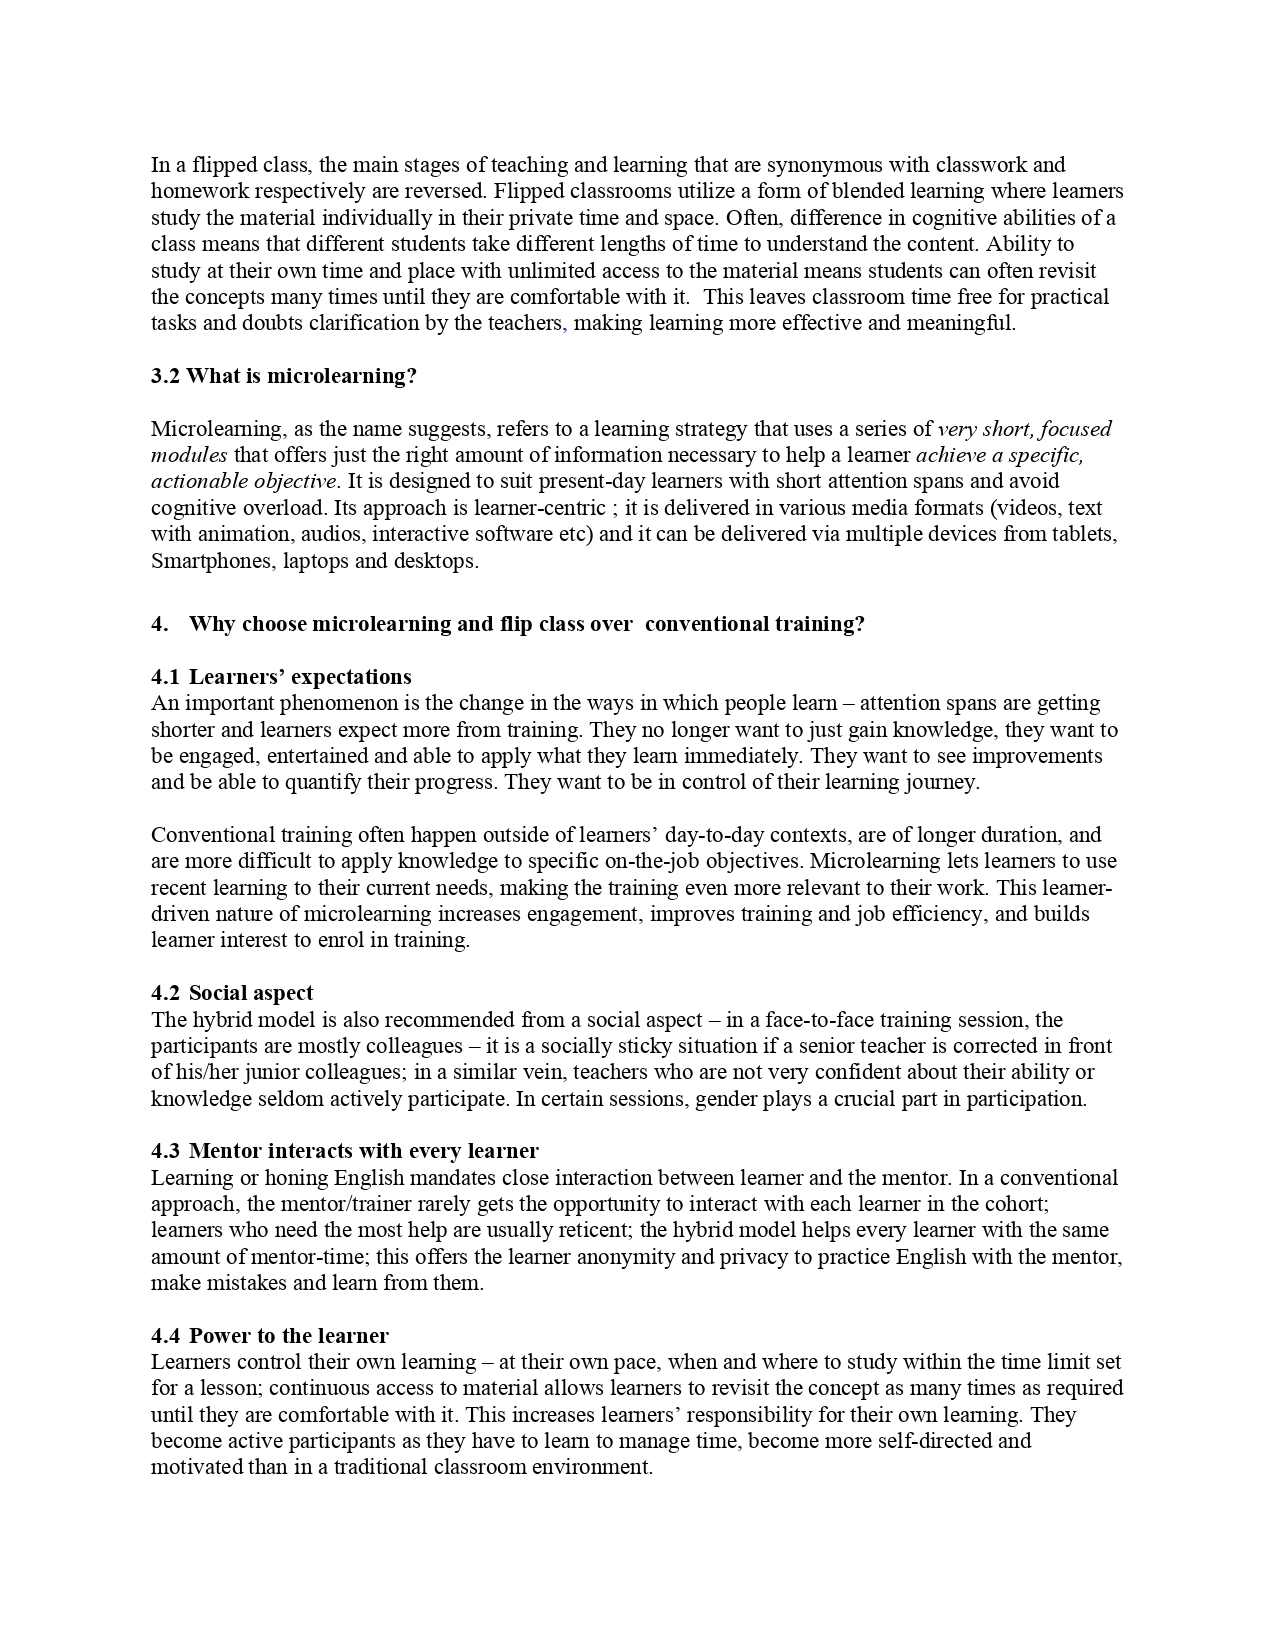 In a flipped class, the main stages of teaching and learning that are synonymous with classwork and
homework respectively are reversed. Flipped classrooms utilize a form of blended learning where learners
study the material individually in their private time and space. Often, difference in cognitive abilities of a
class means that different students take different lengths of time to understand the content. Ability to
study at their own time and place with unlimited access to the material means students can often revisit
the concepts many times until they are comfortable with it.  This leaves classroom time free for practical
tasks and doubts clarification by the teachers, making learning more effective and meaningful.
3.2 What is microlearning?
Microlearning, as the name suggests, refers to a learning strategy that uses a series of very short, focused
modules that offers just the right amount of information necessary to help a learner achieve a specific,
actionable objective. It is designed to suit present-day learners with short attention spans and avoid
cognitive overload. Its approach is learner-centric ; it is delivered in various media formats (videos, text
with animation, audios, interactive software etc) and it can be delivered via multiple devices from tablets,
Smartphones, laptops and desktops.
4.   Why choose microlearning and flip class over  conventional training?
4.1 Learners’ expectations
An important phenomenon is the change in the ways in which people learn – attention spans are getting
shorter and learners expect more from training. They no longer want to just gain knowledge, they want to
be engaged, entertained and able to apply what they learn immediately. They want to see improvements
and be able to quantify their progress. They want to be in control of their learning journey.
Conventional training often happen outside of learners’ day-to-day contexts, are of longer duration, and
are more difficult to apply knowledge to specific on-the-job objectives. Microlearning lets learners to use
recent learning to their current needs, making the training even more relevant to their work. This learner-
driven nature of microlearning increases engagement, improves training and job efficiency, and builds
learner interest to enrol in training.
4.2 Social aspect
The hybrid model is also recommended from a social aspect – in a face-to-face training session, the
participants are mostly colleagues – it is a socially sticky situation if a senior teacher is corrected in front
of his/her junior colleagues; in a similar vein, teachers who are not very confident about their ability or
knowledge seldom actively participate. In certain sessions, gender plays a crucial part in participation.
4.3 Mentor interacts with every learner
Learning or honing English mandates close interaction between learner and the mentor. In a conventional
approach, the mentor/trainer rarely gets the opportunity to interact with each learner in the cohort;
learners who need the most help are usually reticent; the hybrid model helps every learner with the same
amount of mentor-time; this offers the learner anonymity and privacy to practice English with the mentor,
make mistakes and learn from them.
4.4 Power to the learner
Learners control their own learning – at their own pace, when and where to study within the time limit set
for a lesson; continuous access to material allows learners to revisit the concept as many times as required
until they are comfortable with it. This increases learners’ responsibility for their own learning. They
become active participants as they have to learn to manage time, become more self-directed and
motivated than in a traditional classroom environment.